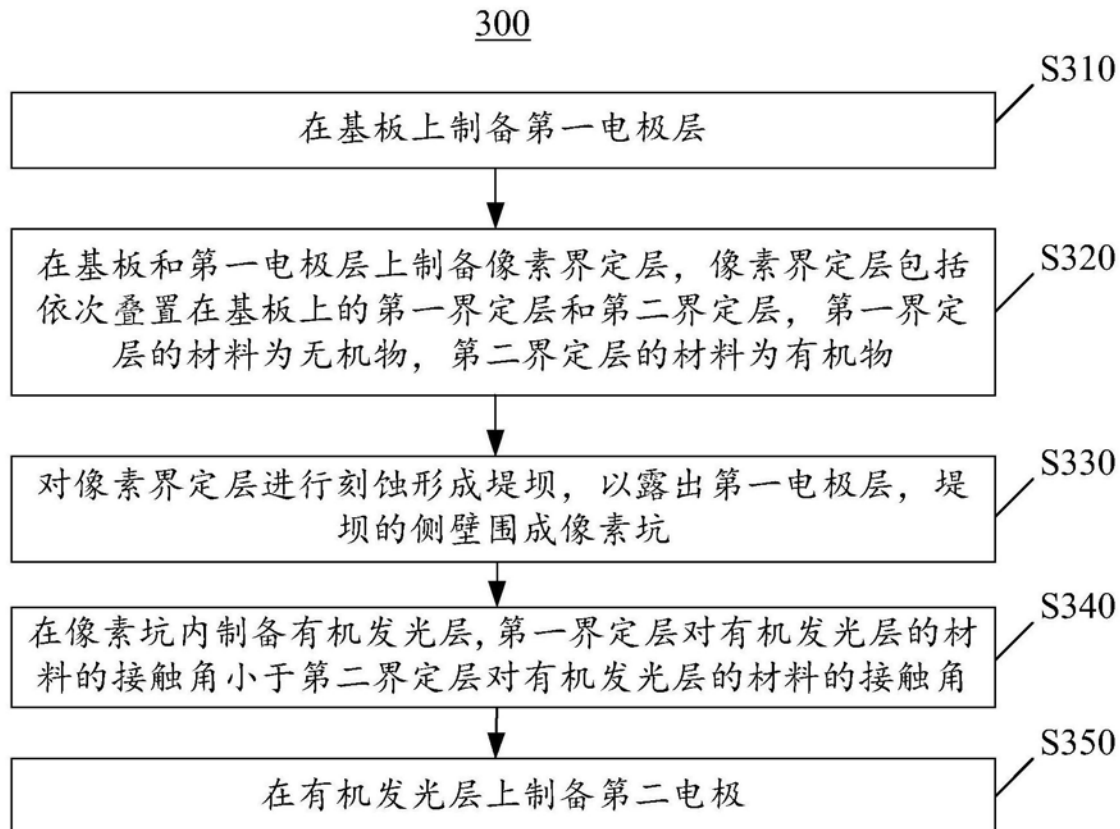 300
S310
在基板上制备第一电极层
S320
在基板和第一电极层上制备像素界定层，像素界定层包括
依次叠置在基板上的第一界定层和第二界定层，第一界定
层的材料为无机物，第二界定层的材料为有机物
S330
对像素界定层进行刻蚀形成堤坝，以露出第一电极层，堤
坝的侧壁围成像素坑
S340
在像素坑内制备有机发光层,第一界定层对有机发光层的材
料的接触角小于第二界定层对有机发光层的材料的接触角
S350
在有机发光层上制备第二电极